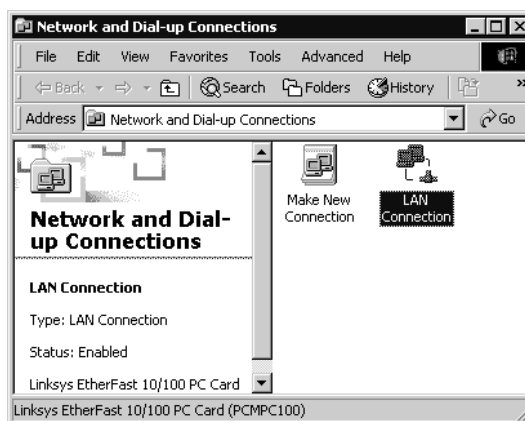 Network and Dial-up Connections
File Edit View Favorites Tools Advanced Help
Back Search Folders History »
Address Network and Dial-up Connections Go
Network and Dial-
up Connections
LAN Connection
Type: LAN Connection
Status: Enabled
Linksys EtherFast 10/100 PC Card
Make New
Connection
LAN
Connection
Linksys EtherFast 10/100 PC Card (PCMPC100)